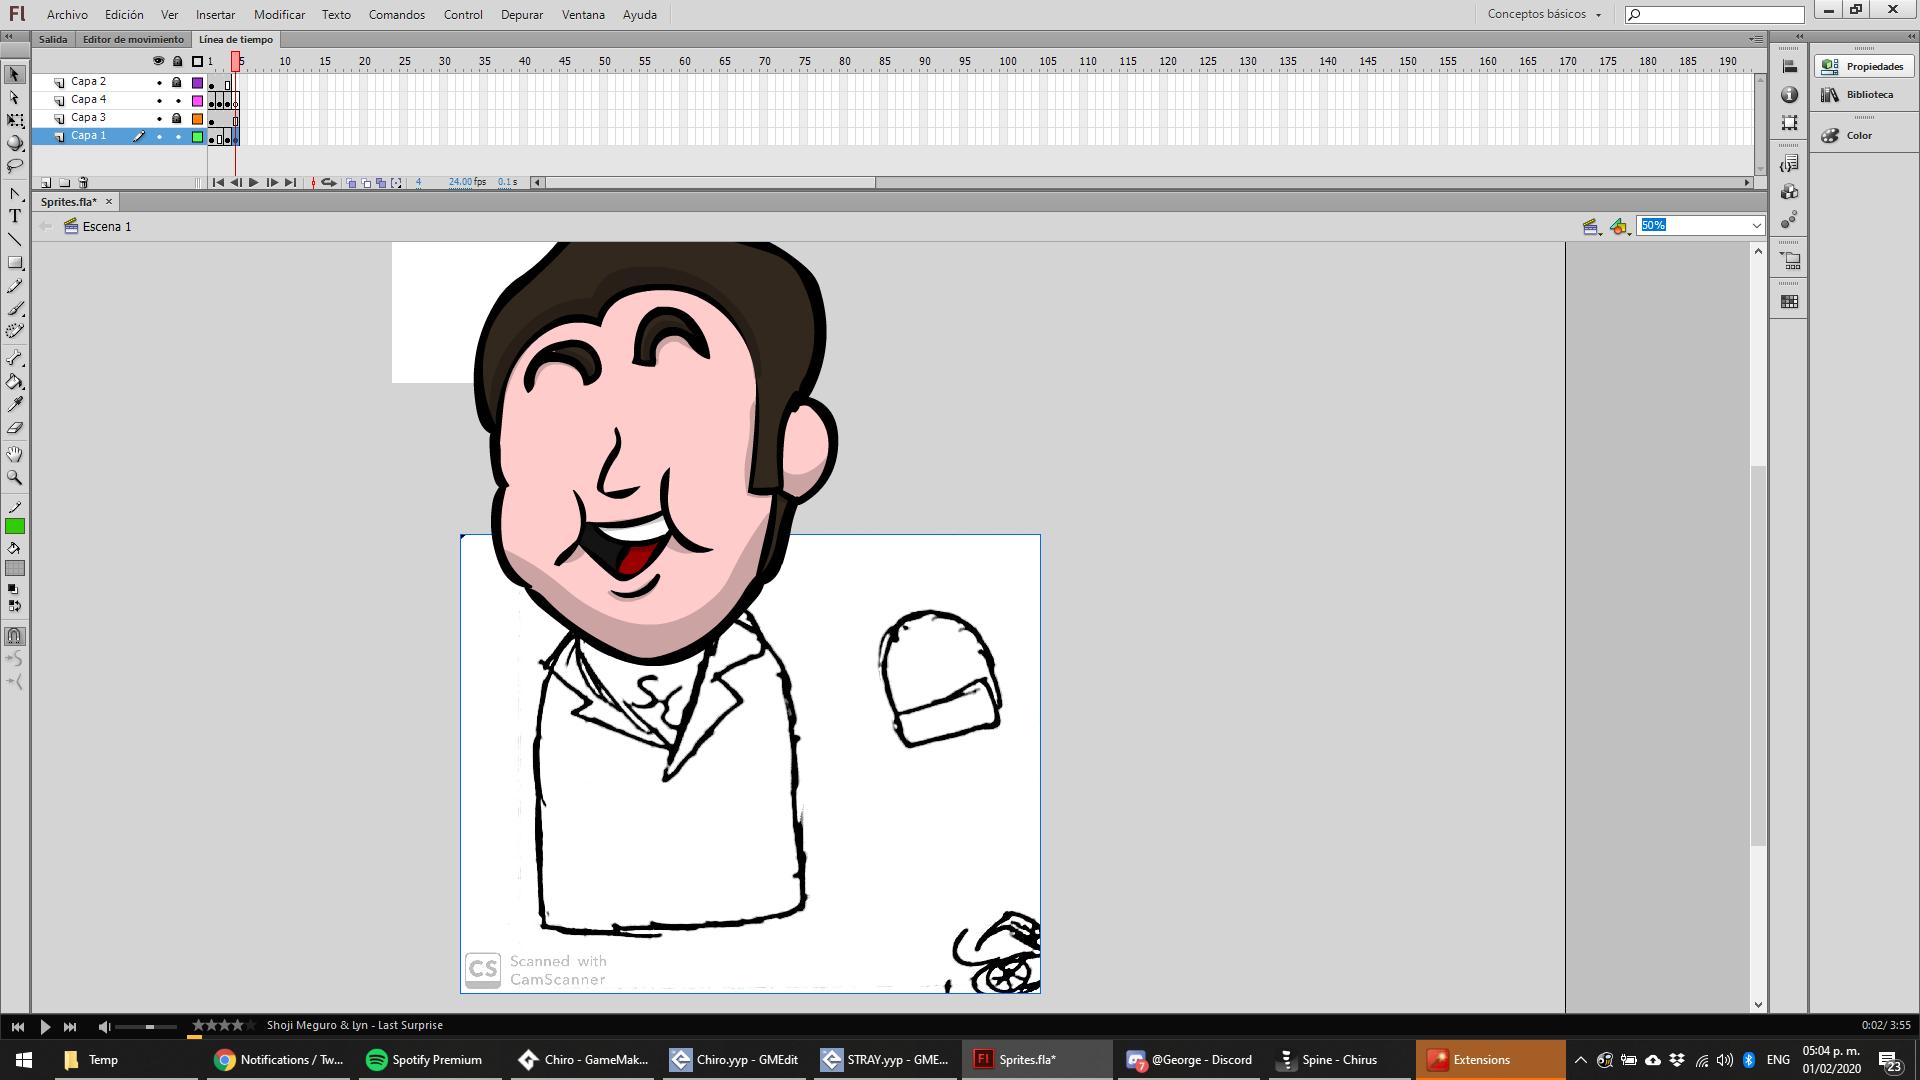 Fl Archivo Edición Ver Insertar Modificar Texto Comandos Control Depurar Ventana Ayuda Conceptos básicos
Salida Editor de movimiento Línea de tiempo
1 5 10 15 20 25 30 35 40 45 50 55 60 65 70 75 80 85 90 95 100 105 110 115 120 125 130 135 140 145 150 155 160 165 170 175 180 185 190
Capa 2
Capa 4
Capa 3
Capa 1
4 24.00 fps 0.1 s
Sprites.fla*
Escena 1
50%
Propiedades
Biblioteca
Color
CS Scanned with
CamScanner
Shoji Meguro & Lyn - Last Surprise
0:02/ 3:55
Temp
Notifications / Tw...
Spotify Premium
Chiro - GameMak...
Chiro.yyp - GMEdit
STRAY.yyp - GME...
Fl Sprites.fla*
7 @George - Discord
Spine - Chirus
Extensions
ENG
05:04 p. m.
01/02/2020
23